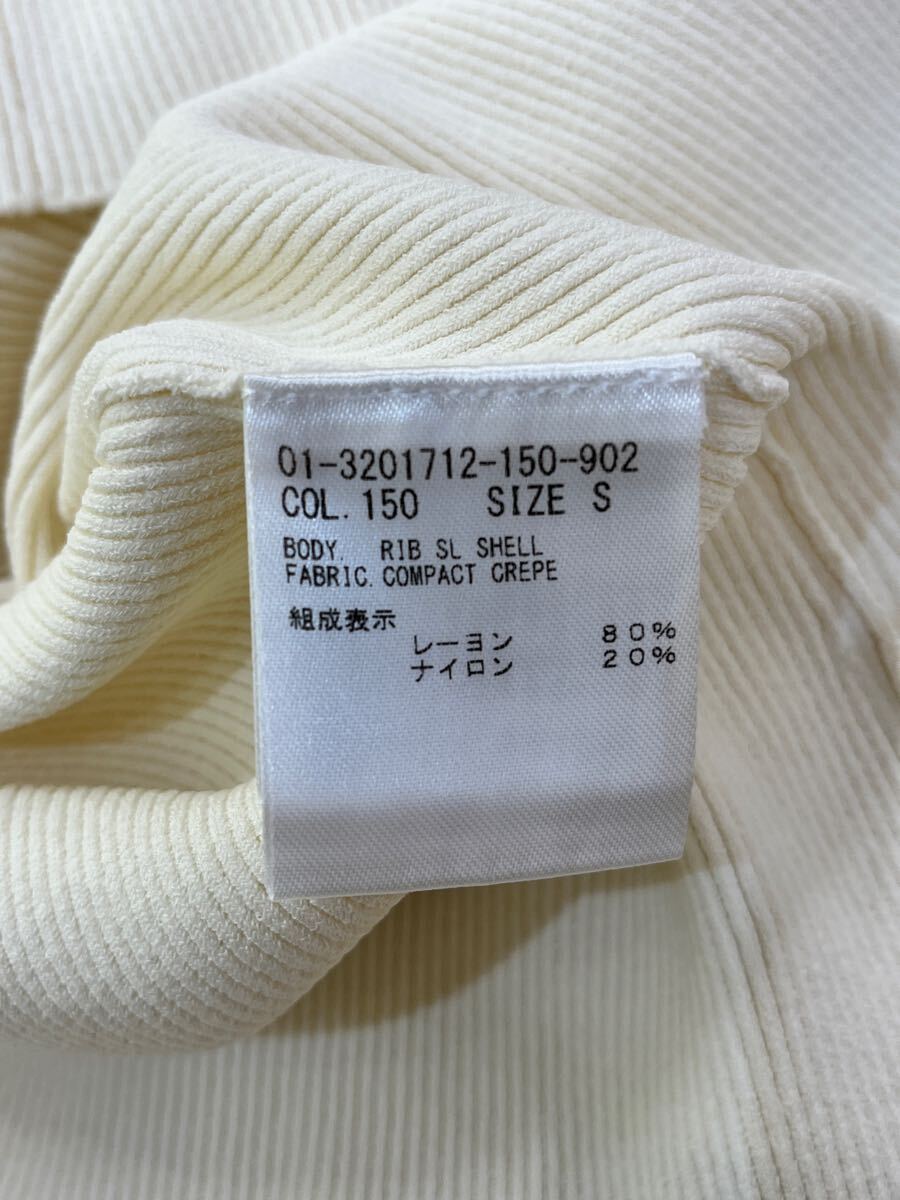 01-3201712-150-902
COL. 150 SIZE S
BODY. RIB SL SHELL
FABRIC. COMPACT CREPE
組成表示
レーヨン 80%
ナイロン 20%